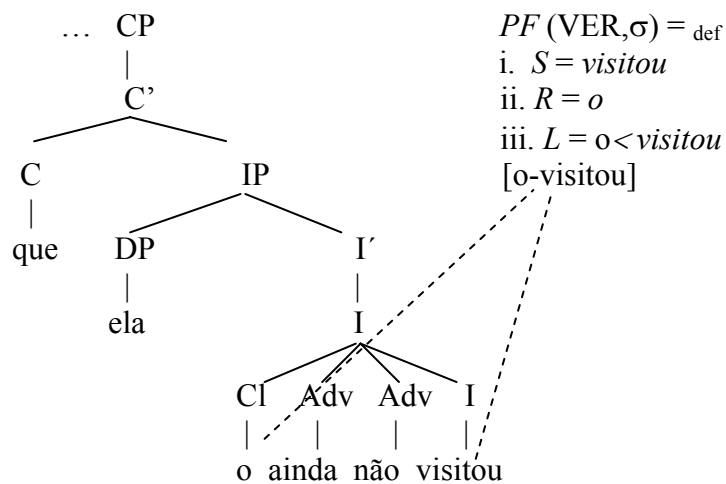 … CP
PF (VER,σ) = def
i. S = visitou
C’
ii. R = o
iii. L = o< visitou
C IP
[o-visitou]
que DP I´
ela I
Cl Adv Adv I
o ainda não visitou